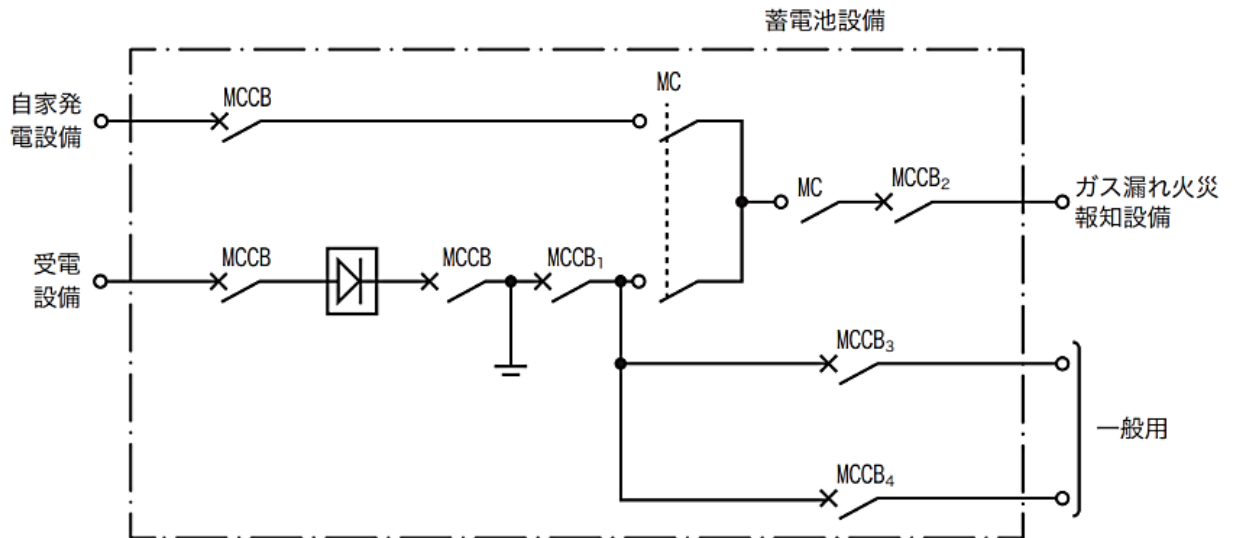 蓄電池設備
自家発
電設備
MCCB
MC
MC
MCCB₂
ガス漏れ火災
報知設備
受電
設備
MCCB
MCCB
MCCB₁
MCCB₃
一般用
MCCB₄